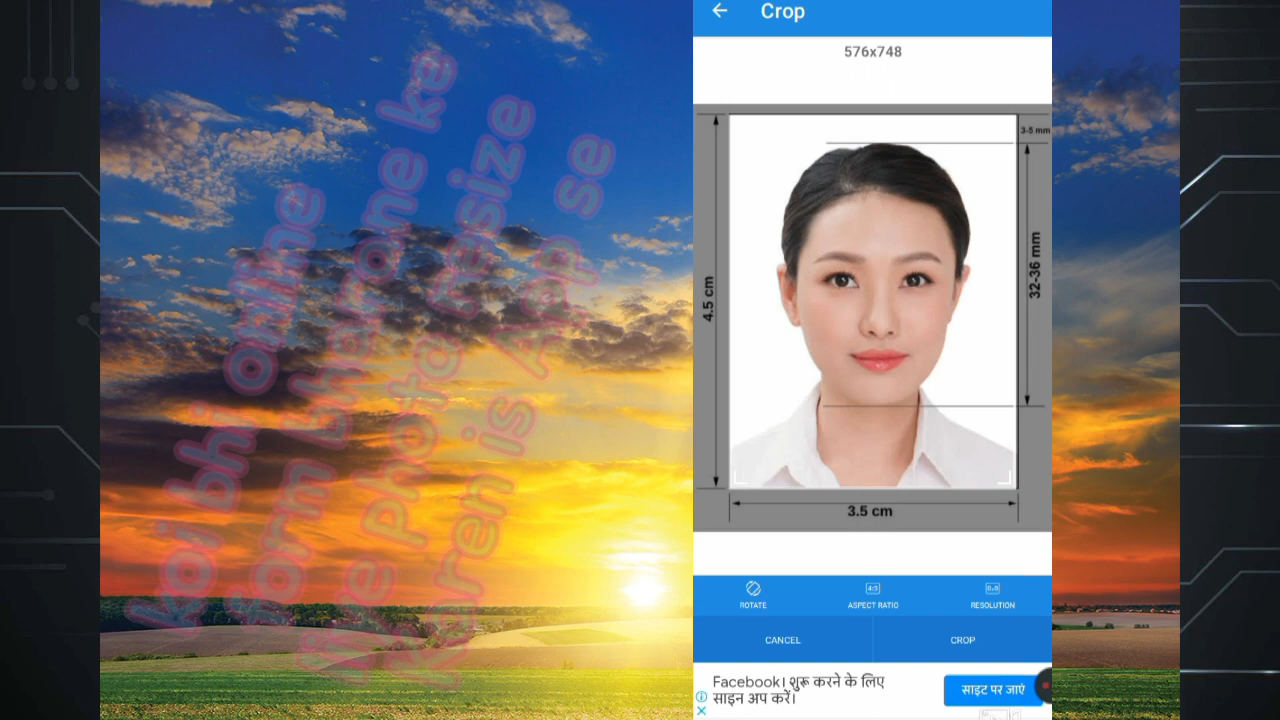 koi bhi online
form bharane ke
liye photo resize
Karen is App se
Crop
576x748
3-5 mm
4.5 cm
32-36 mm
3.5 cm
ROTATE
ASPECT RATIO
RESOLUTION
CANCEL
CROP
Facebook। शुरू करने के लिए
साइन अप करें।
साइट पर जाएं